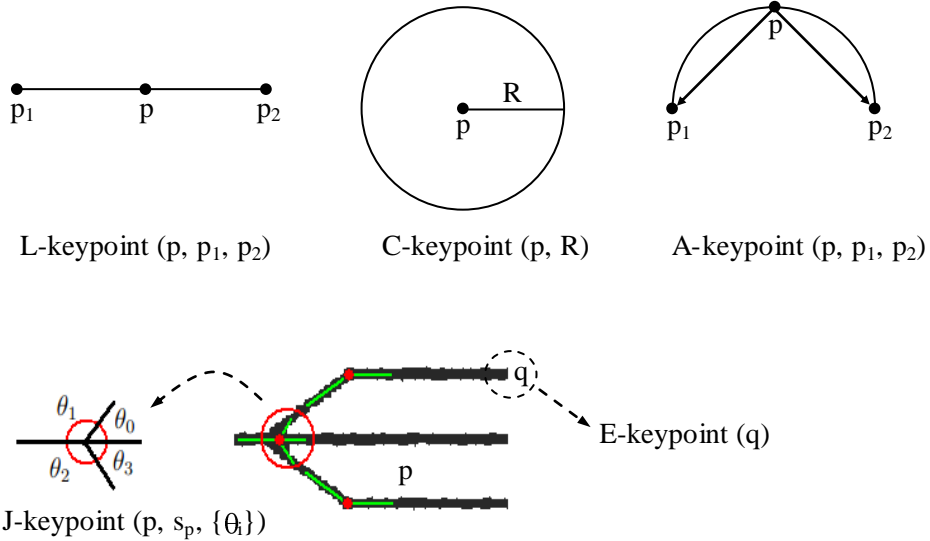 p
R
p₁ p p₂
p
p₁ p₂
L-keypoint (p, p₁, p₂)
C-keypoint (p, R)
A-keypoint (p, p₁, p₂)
q
θ₁ θ₀
θ₂ θ₃
E-keypoint (q)
p
J-keypoint (p, sₚ, {θᵢ})